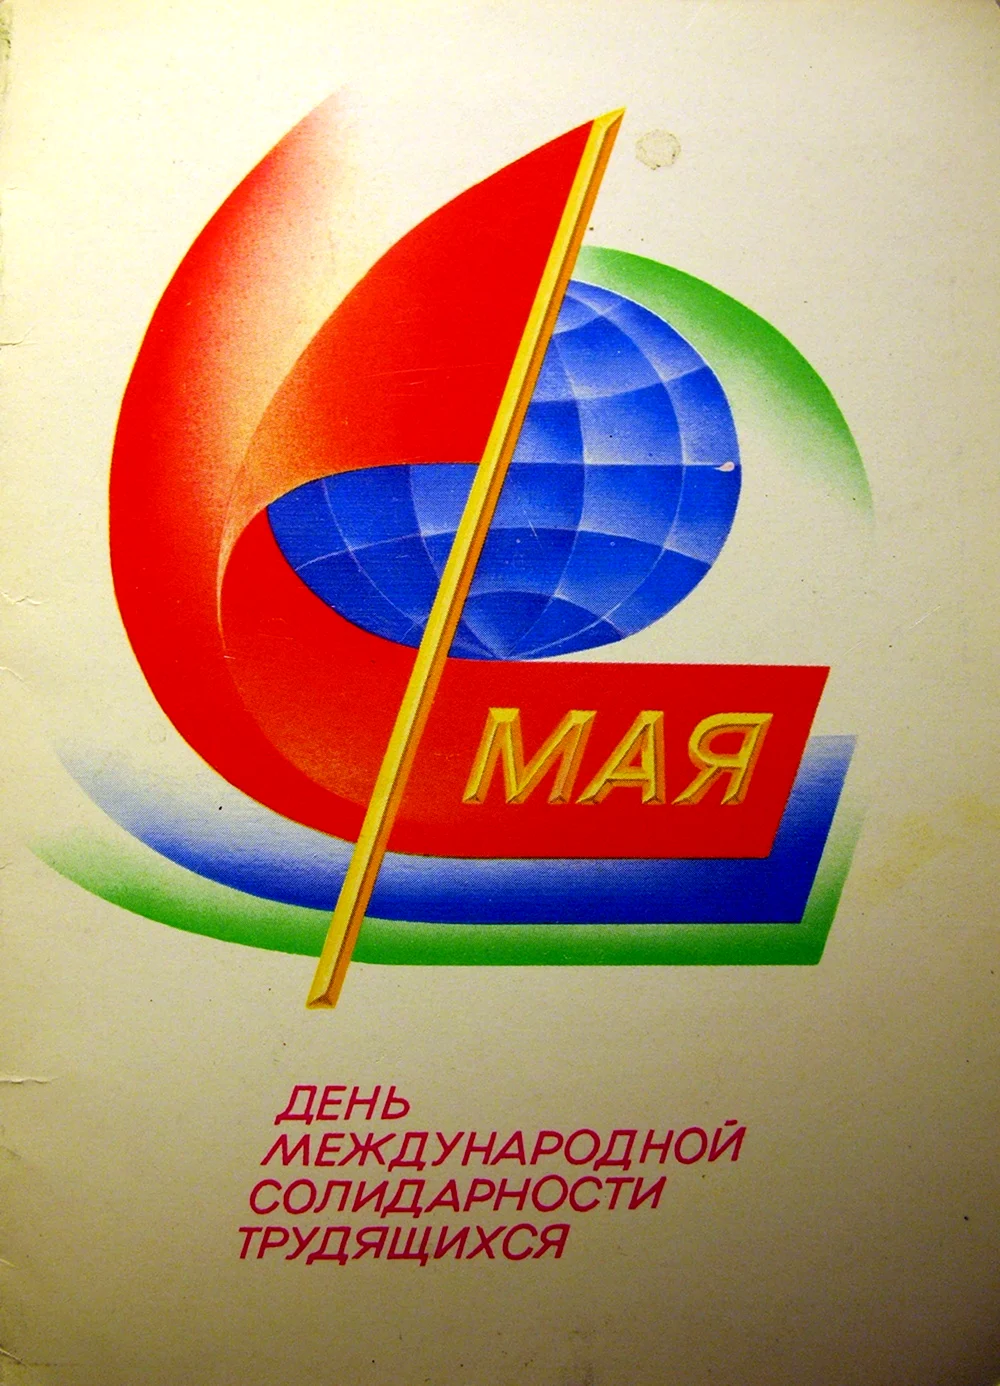 МАЯ
ДЕНЬ
МЕЖДУНАРОДНОЙ
СОЛИДАРНОСТИ
ТРУДЯЩИХСЯ